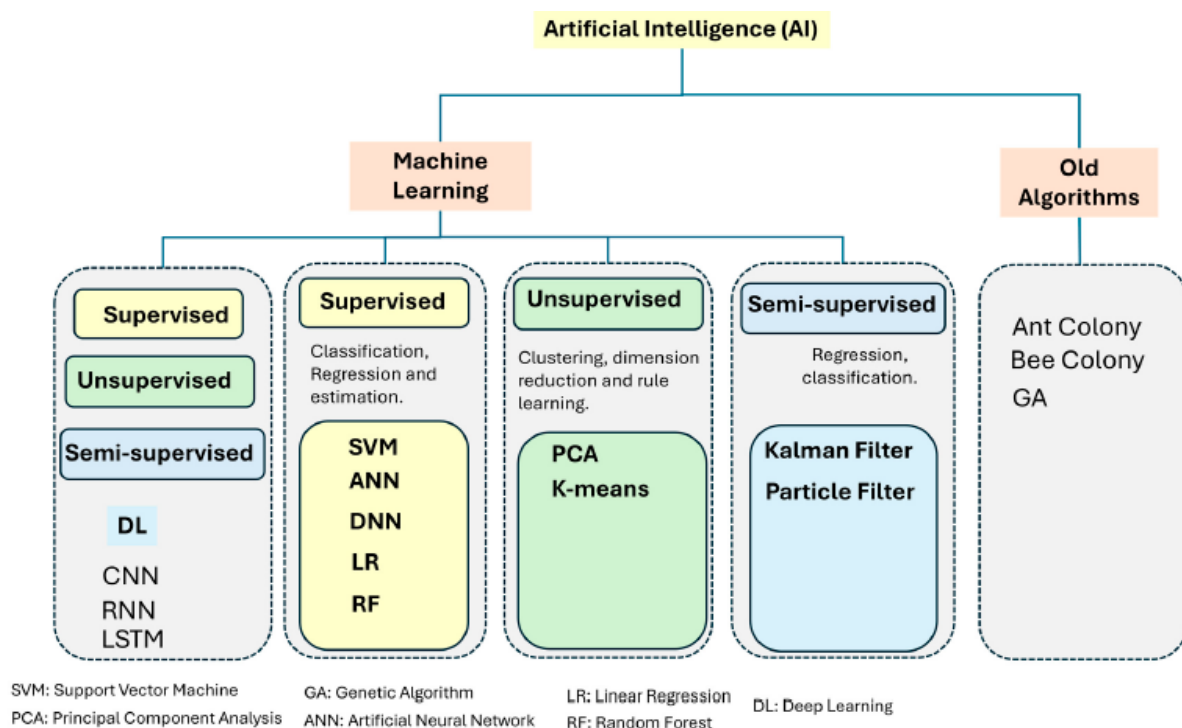 Artificial Intelligence (AI)
Machine
Learning
Old
Algorithms
Supervised
Unsupervised
Semi-supervised
DL
CNN
RNN
LSTM
Supervised
Classification,
Regression and
estimation.
SVM
ANN
DNN
LR
RF
Unsupervised
Clustering, dimension
reduction and rule
learning.
PCA
K-means
Semi-supervised
Regression,
classification.
Kalman Filter
Particle Filter
Ant Colony
Bee Colony
GA
SVM: Support Vector Machine
PCA: Principal Component Analysis
GA: Genetic Algorithm
ANN: Artificial Neural Network
LR: Linear Regression
RF: Random Forest
DL: Deep Learning